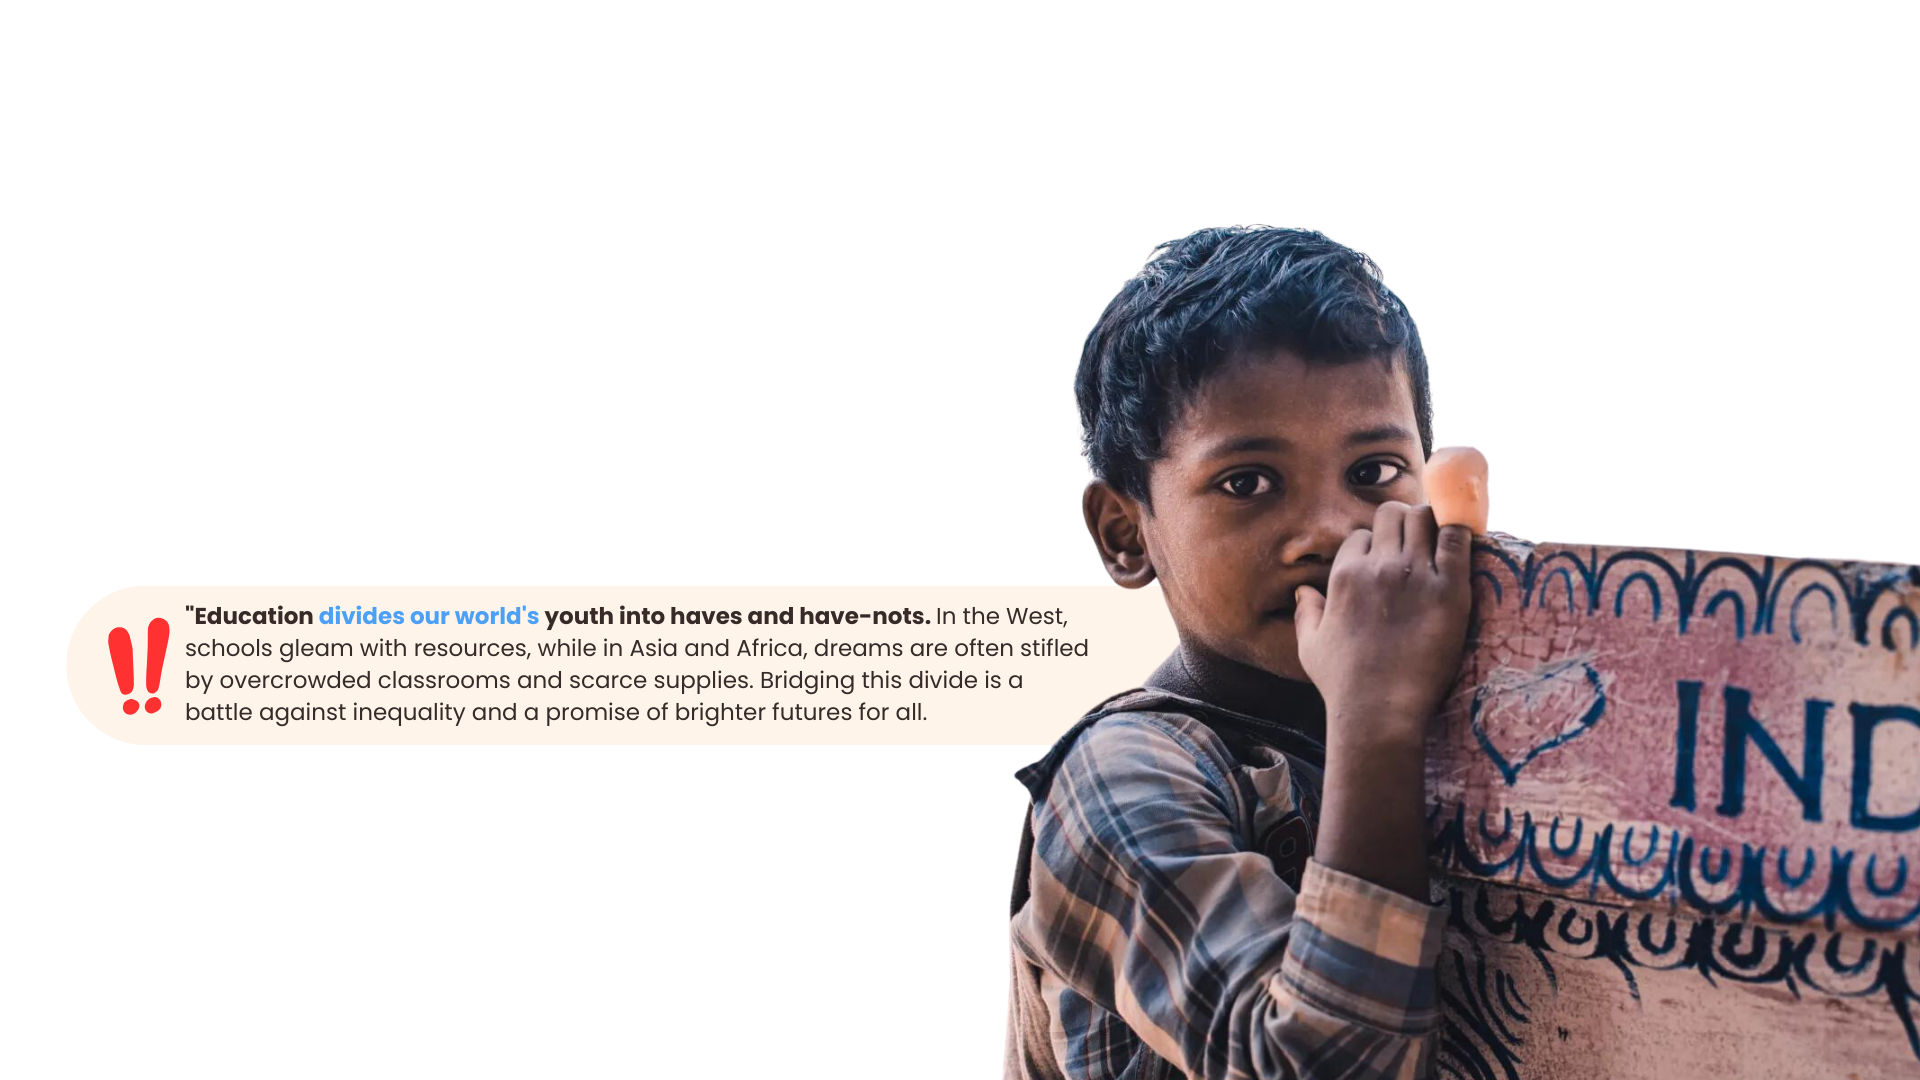 "Education divides our world's youth into haves and have-nots. In the West,
schools gleam with resources, while in Asia and Africa, dreams are often stifled
by overcrowded classrooms and scarce supplies. Bridging this divide is a
battle against inequality and a promise of brighter futures for all.
IND